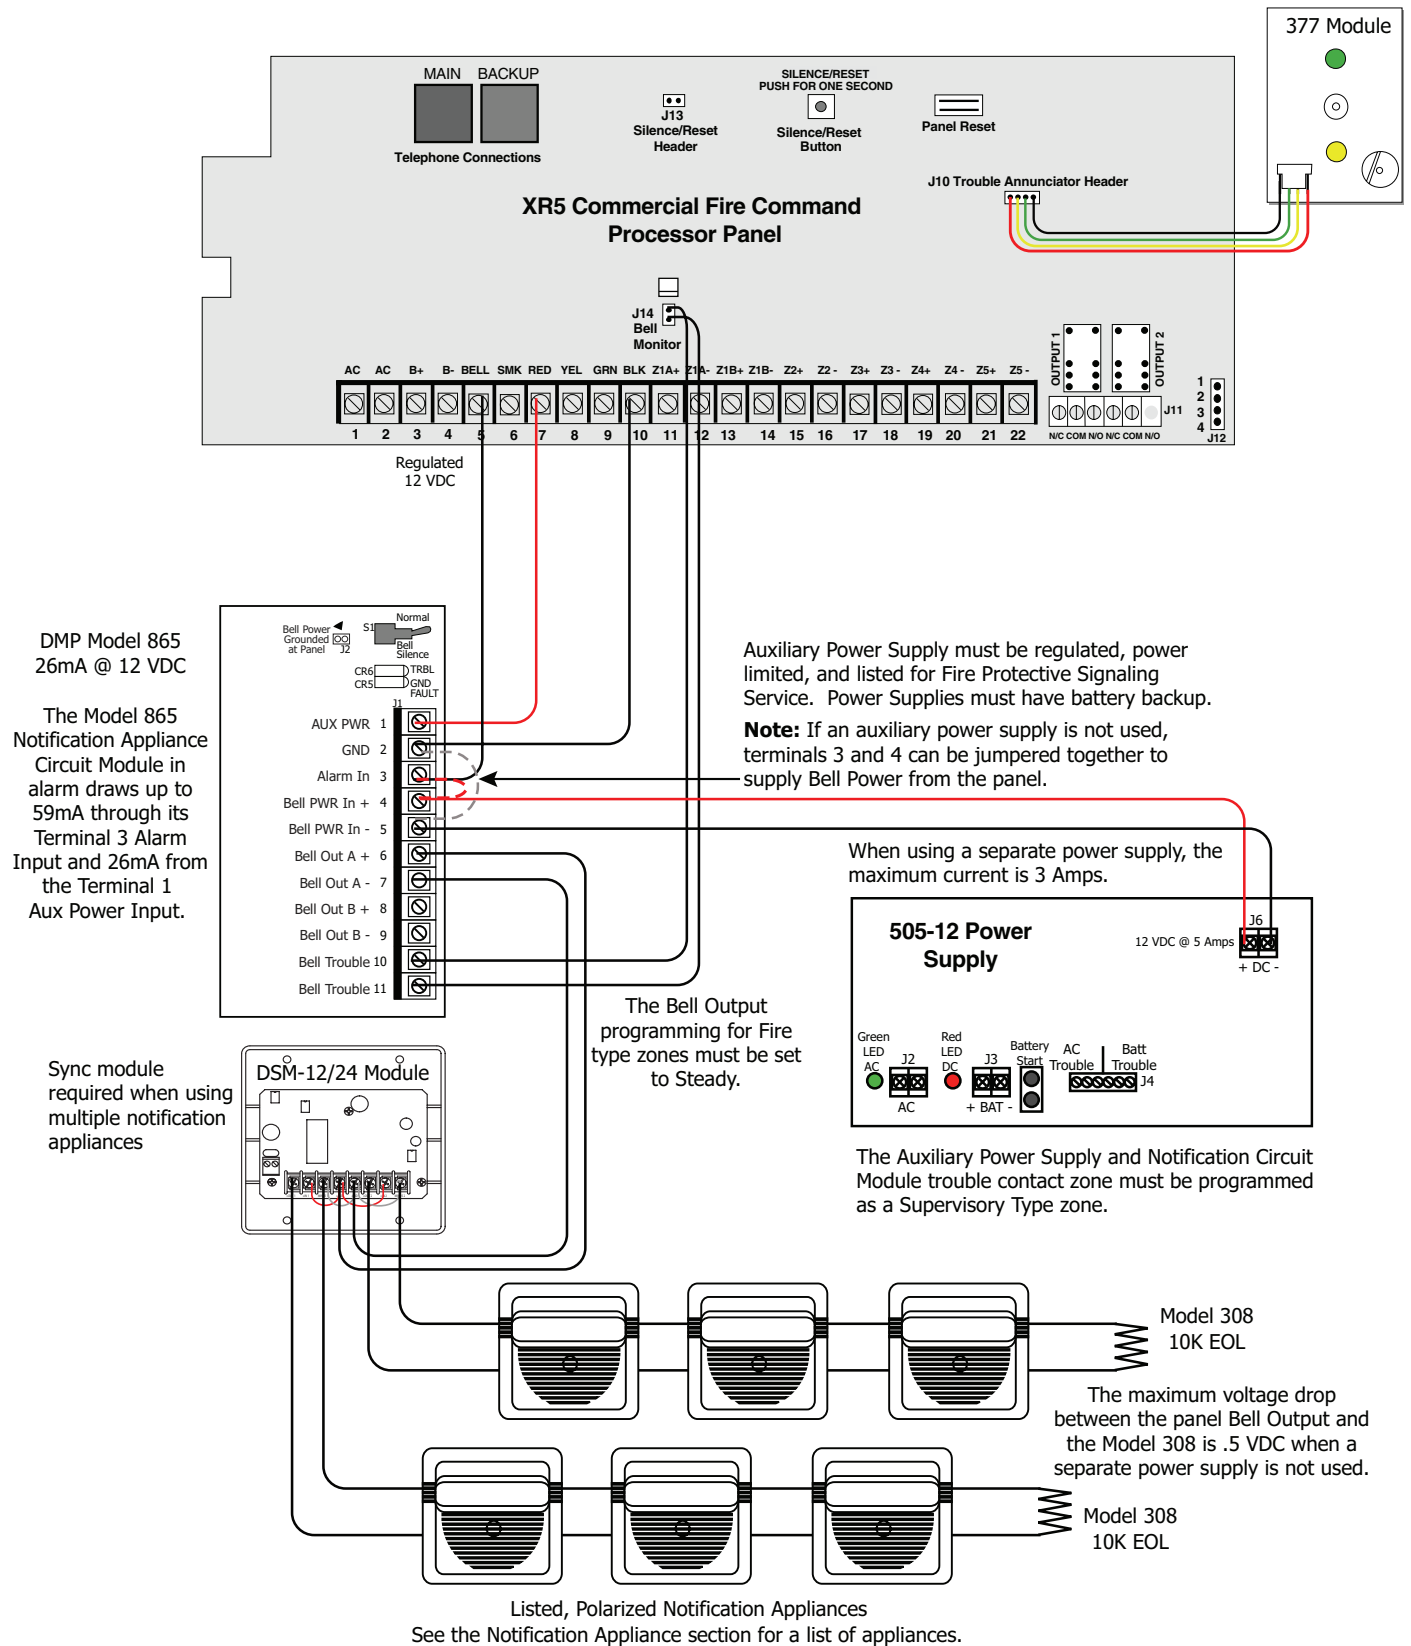 377 Module
MAIN
BACKUP
Telephone Connections
J13
Silence/Reset
Header
SILENCE/RESET
PUSH FOR ONE SECOND
Silence/Reset
Button
Panel Reset
J10 Trouble Annunciator Header
XR5 Commercial Fire Command
Processor Panel
J14
Bell
Monitor
OUTPUT 1
OUTPUT 2
AC AC B+ B- BELL SMK RED YEL GRN BLK Z1A+ Z1A- Z1B+ Z1B- Z2+ Z2 - Z3+ Z3 - Z4+ Z4 - Z5+ Z5 -
1 2 3 4 5 6 7 8 9 10 11 12 13 14 15 16 17 18 19 20 21 22
N/C COM N/O N/C COM N/O
J11
1
2
3
4
J12
Regulated
12 VDC
DMP Model 865
26mA @ 12 VDC
The Model 865
Notification Appliance
Circuit Module in
alarm draws up to
59mA through its
Terminal 3 Alarm
Input and 26mA from
the Terminal 1
Aux Power Input.
Bell Power
Grounded
at Panel
J2
S1
Normal
Bell
Silence
CR6
TRBL
CR5
GND
FAULT
J1
AUX PWR 1
GND 2
Alarm In 3
Bell PWR In + 4
Bell PWR In - 5
Bell Out A + 6
Bell Out A - 7
Bell Out B + 8
Bell Out B - 9
Bell Trouble 10
Bell Trouble 11
Auxiliary Power Supply must be regulated, power
limited, and listed for Fire Protective Signaling
Service. Power Supplies must have battery backup.
Note: If an auxiliary power supply is not used,
terminals 3 and 4 can be jumpered together to
supply Bell Power from the panel.
When using a separate power supply, the
maximum current is 3 Amps.
505-12 Power
Supply
12 VDC @ 5 Amps
J6
+ DC -
Green
LED
AC
J2
AC
Red
LED
DC
J3
+ BAT -
Battery
Start
AC
Trouble
Batt
Trouble
J4
The Auxiliary Power Supply and Notification Circuit
Module trouble contact zone must be programmed
as a Supervisory Type zone.
The Bell Output
programming for Fire
type zones must be set
to Steady.
Sync module
required when using
multiple notification
appliances
DSM-12/24 Module
Model 308
10K EOL
The maximum voltage drop
between the panel Bell Output and
the Model 308 is .5 VDC when a
separate power supply is not used.
Model 308
10K EOL
Listed, Polarized Notification Appliances
See the Notification Appliance section for a list of appliances.